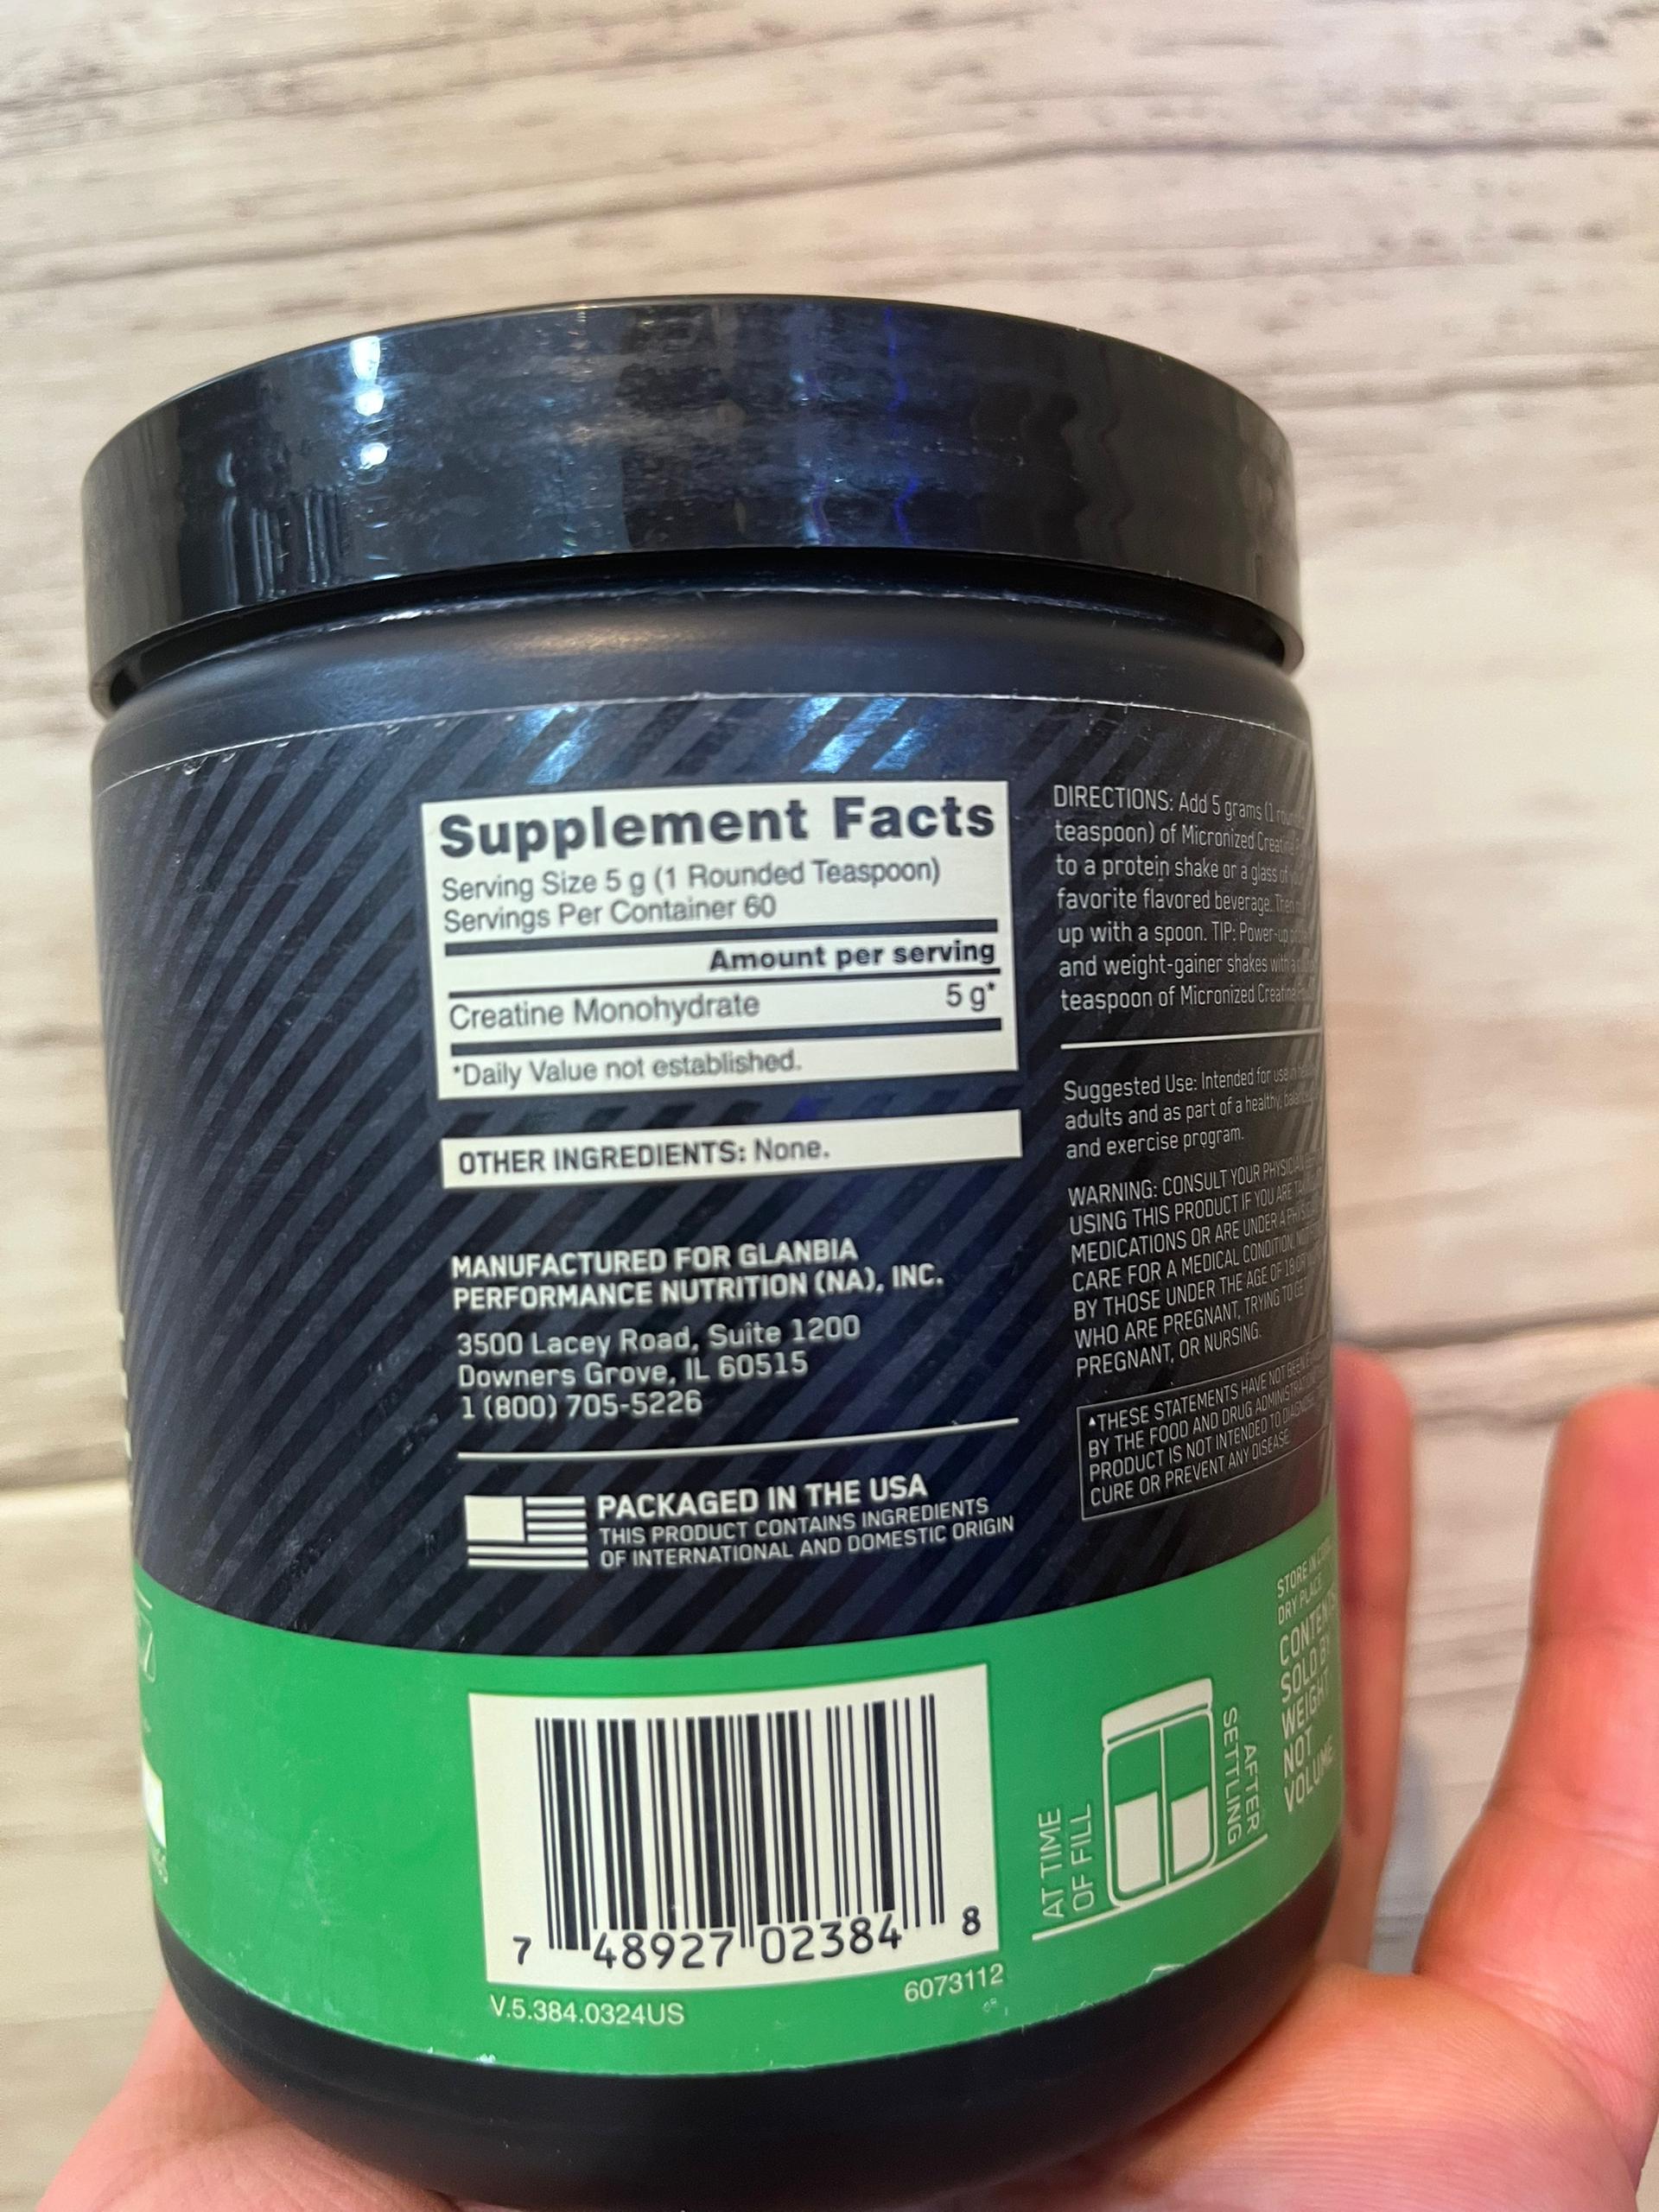 Supplement Facts
Serving Size 5 g (1 Rounded Teaspoon)
Servings Per Container 60
Amount per serving
Creatine Monohydrate 5 g*
*Daily Value not established.
OTHER INGREDIENTS: None.
MANUFACTURED FOR GLANBIA
PERFORMANCE NUTRITION (NA), INC.
3500 Lacey Road, Suite 1200
Downers Grove, IL 60515
1 (800) 705-5226
PACKAGED IN THE USA
THIS PRODUCT CONTAINS INGREDIENTS
OF INTERNATIONAL AND DOMESTIC ORIGIN
7 48927 02384 8
V.5.384.0324US
6073112
DIRECTIONS: Add 5 grams (1
teaspoon) of Micronized
to a protein shake or a glass of
favorite flavored beverage.
up with a spoon. TIP: Power-up
and weight-gainer shakes with a
teaspoon of Micronized
Suggested Use: Intended for use in
adults and as part of a healthy,
and exercise program.
WARNING: CONSULT YOUR
USING THIS PRODUCT IF YOU ARE
MEDICATIONS OR ARE UNDER A
CARE FOR A MEDICAL CONDITION.
BY THOSE UNDER THE AGE OF 18
WHO ARE PREGNANT, TRYING TO GET
PREGNANT, OR NURSING.
▲THESE STATEMENTS HAVE NOT BEEN
BY THE FOOD AND DRUG
PRODUCT IS NOT INTENDED TO
CURE OR PREVENT ANY DISEASE.
AT TIME
OF FILL
AFTER
SETTLING
STORE IN
DRY PLACE
CONTENTS
SOLD BY
WEIGHT
NOT
VOLUME